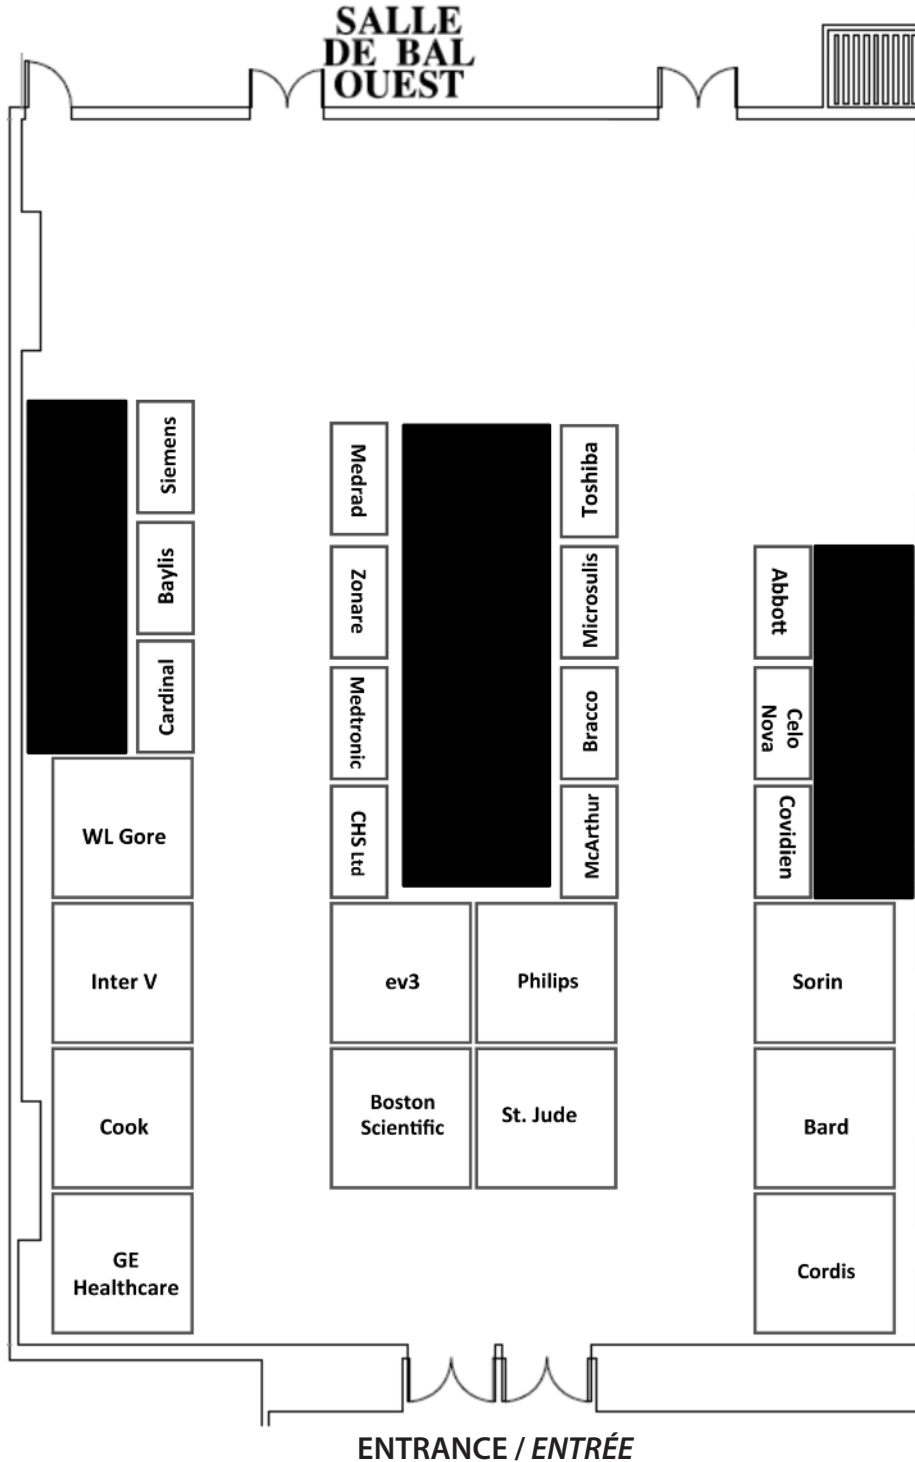 SALLE
DE BAL
OUEST
Siemens
Baylis
Cardinal
WL Gore
Inter V
Cook
GE
Healthcare
Medrad
Zonare
Medtronic
CHS Ltd
Toshiba
Microsulis
Bracco
McArthur
ev3
Philips
Boston
Scientific
St. Jude
Abbott
Celo
Nova
Covidien
Sorin
Bard
Cordis
ENTRANCE / ENTRÉE